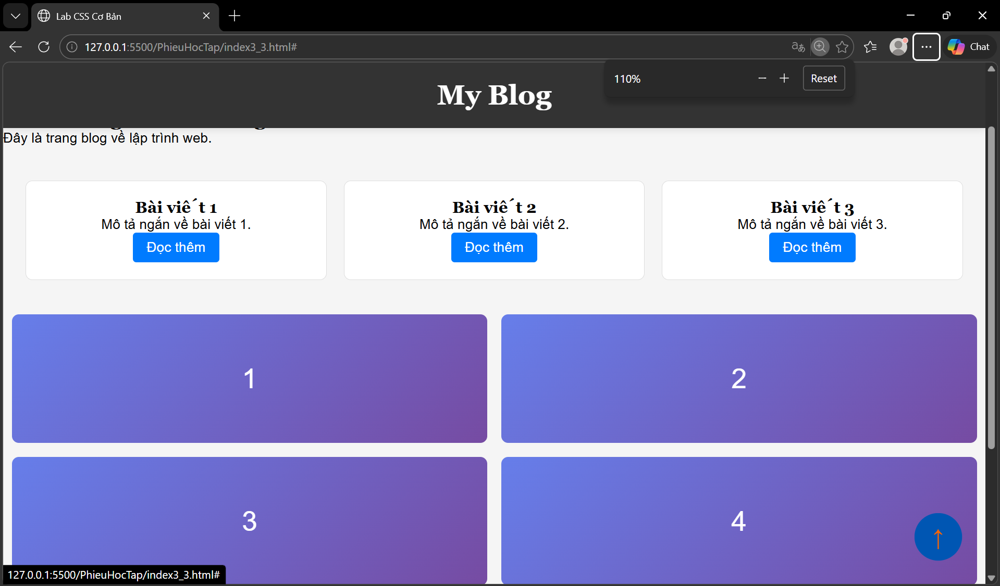 Lab CSS Cơ Bản
127.0.0.1:5500/PhieuHocTap/index3_3.html#
Chat
110%
Reset
My Blog
Đây là trang blog về lập trình web.
Bài viết 1
Mô tả ngắn về bài viết 1.
Đọc thêm
Bài viết 2
Mô tả ngắn về bài viết 2.
Đọc thêm
Bài viết 3
Mô tả ngắn về bài viết 3.
Đọc thêm
1
2
3
4
↑
127.0.0.1:5500/PhieuHocTap/index3_3.html#